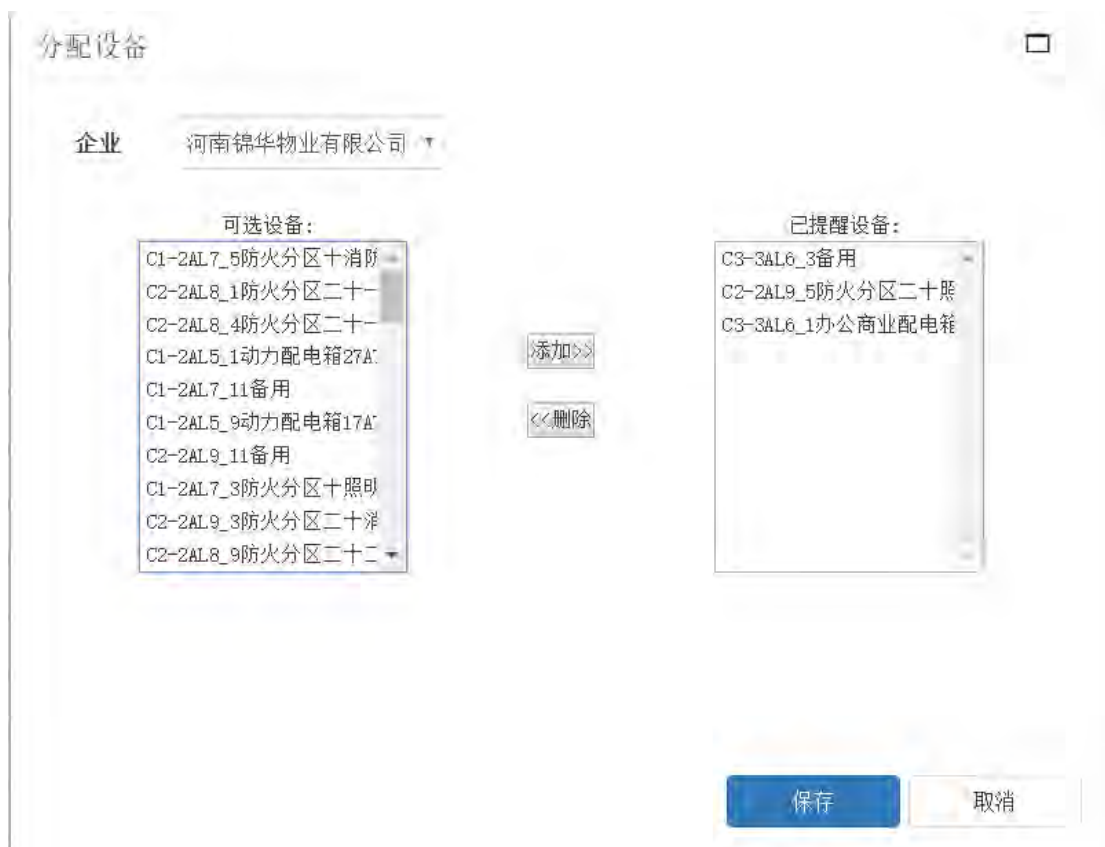 分配设备
企业 河南锦华物业有限公司
可选设备:
C1-2AL7_5防火分区十消防
C2-2AL8_1防火分区二十一
C2-2AL8_4防火分区二十一
C1-2AL5_1动力配电箱27A
C1-2AL7_11备用
C1-2AL5_9动力配电箱17A
C2-2AL9_11备用
C1-2AL7_3防火分区十照明
C2-2AL9_3防火分区二十消
C2-2AL8_9防火分区二十二
添加>>
<<删除
已提醒设备:
C3-3AL6_3备用
C2-2AL9_5防火分区二十照
C3-3AL6_1办公商业配电箱
保存 取消